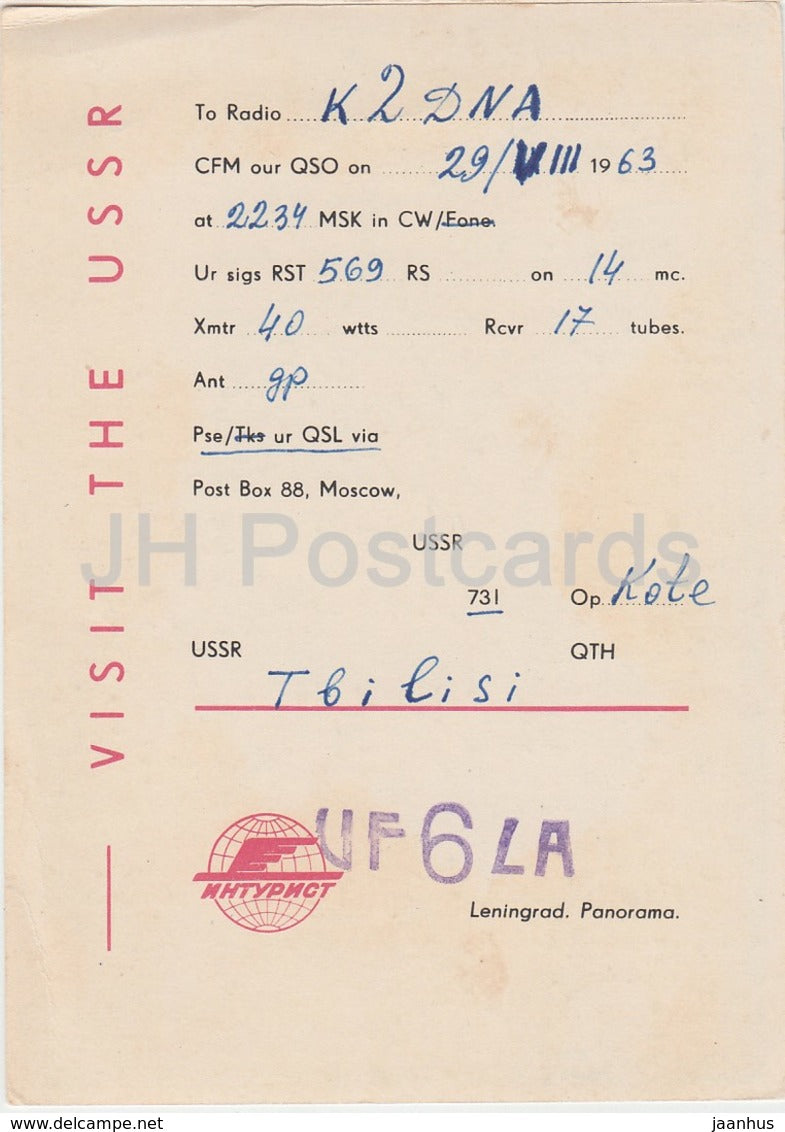 To Radio K2DNA
CFM our QSO on 29/VIII 1963
at 2234 MSK in CW/Fone.
Ur sigs RST 569 RS on 14 mc.
Xmtr 40 wtts Rcvr 17 tubes.
Ant gp
Pse/Tks ur QSL via
Post Box 88, Moscow,
USSR
73! Op Kote
USSR QTH
Tbilisi
VISIT THE USSR
UF6LA
ИНТУРИСТ
Leningrad. Panorama.
JH Postcards
www.delcampe.net
jaanhus